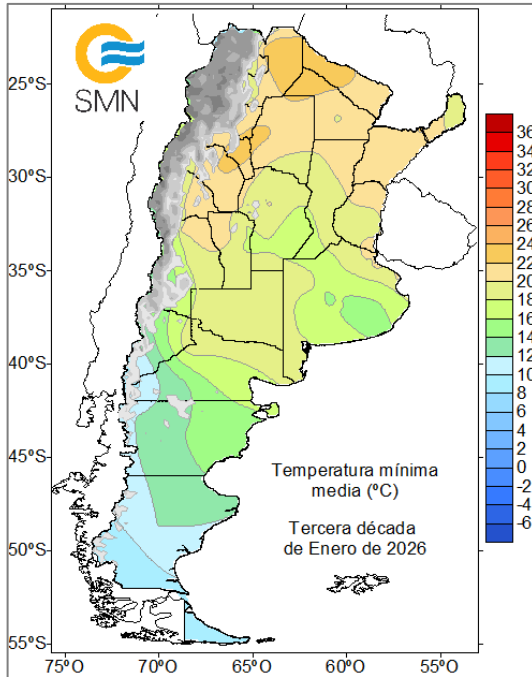 SMN
25°S
30°S
35°S
40°S
45°S
50°S
55°S
75°O
70°O
65°O
60°O
55°O
36
34
32
30
28
26
24
22
20
18
16
14
12
10
8
6
4
2
0
-2
-4
-6
Temperatura mínima
media (ºC)
Tercera década
de Enero de 2026